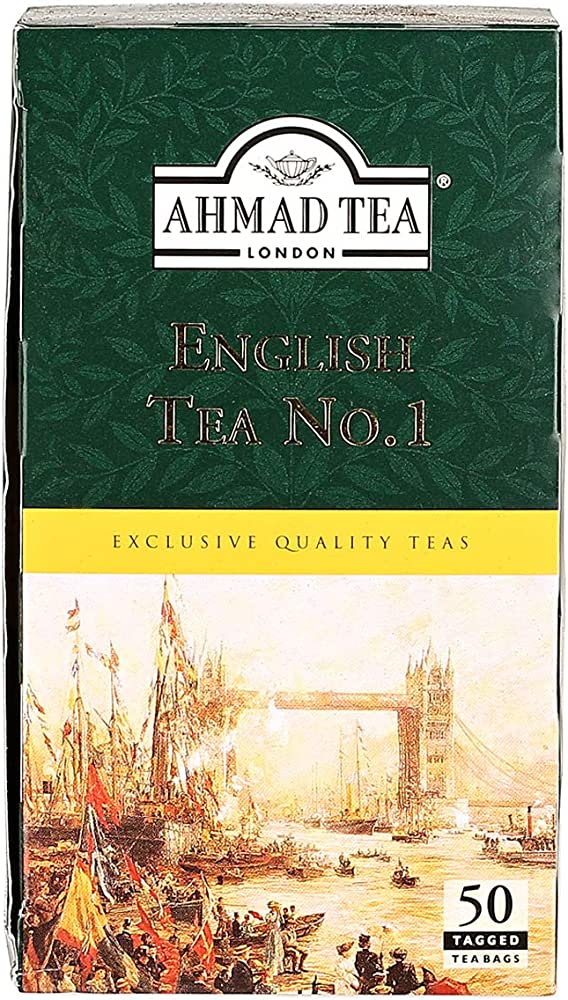 AHMAD TEA®
LONDON
ENGLISH
TEA NO.1
EXCLUSIVE QUALITY TEAS
50
TAGGED
TEABAGS